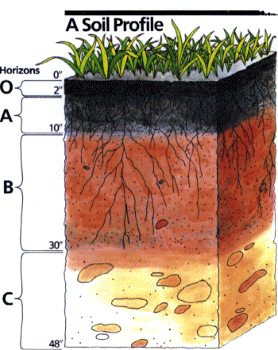 A Soil Profile
Horizons
0"
O
2"
A
10"
B
30"
C
48"